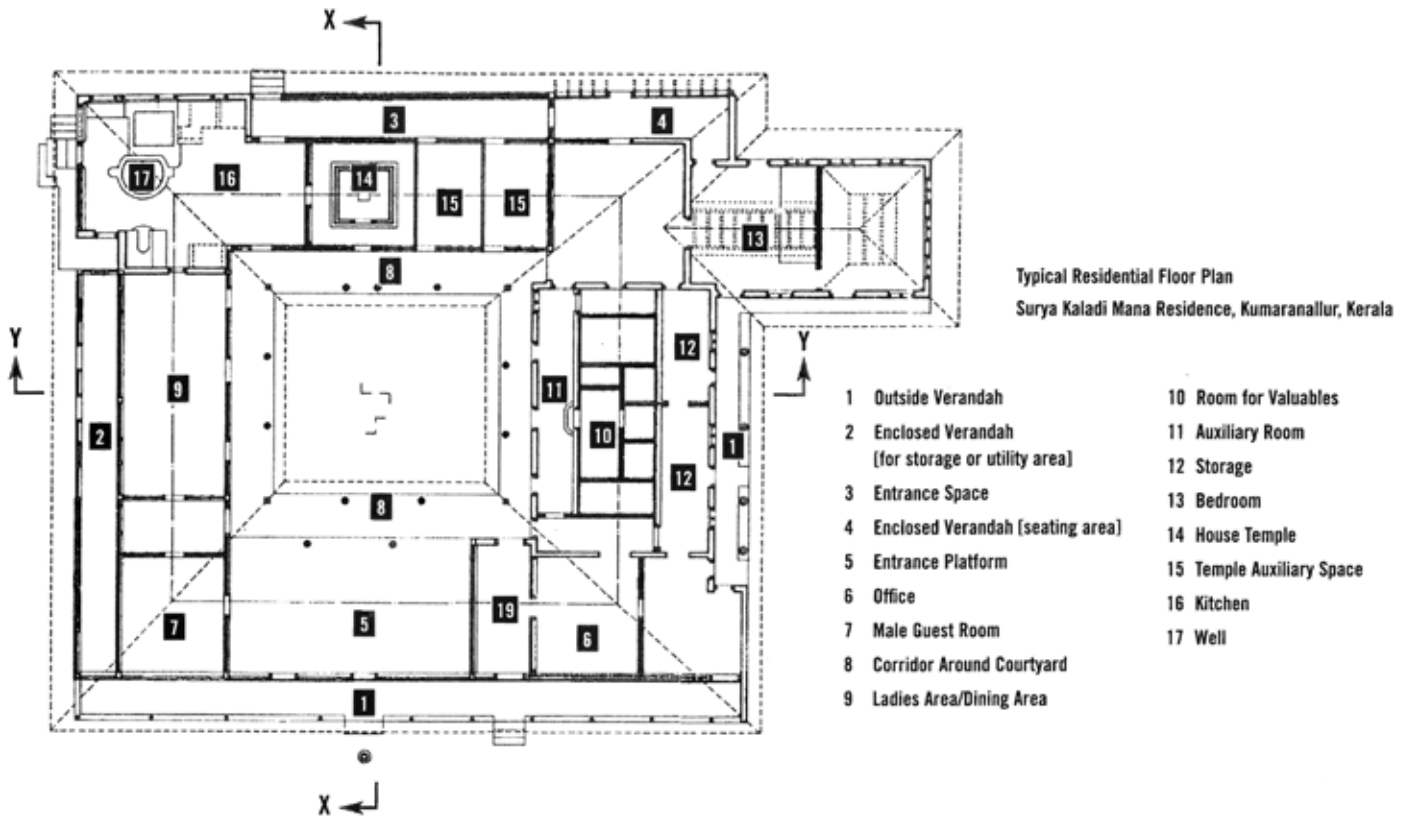 X
3
4
17
16
14
15
15
13
8
Typical Residential Floor Plan
Surya Kaladi Mana Residence, Kumaranallur, Kerala
Y
Y
12
11
9
2
10
1
12
8
19
7
5
6
1
X
1 Outside Verandah
2 Enclosed Verandah
[for storage or utility area]
3 Entrance Space
4 Enclosed Verandah [seating area]
5 Entrance Platform
6 Office
7 Male Guest Room
8 Corridor Around Courtyard
9 Ladies Area/Dining Area
10 Room for Valuables
11 Auxiliary Room
12 Storage
13 Bedroom
14 House Temple
15 Temple Auxiliary Space
16 Kitchen
17 Well